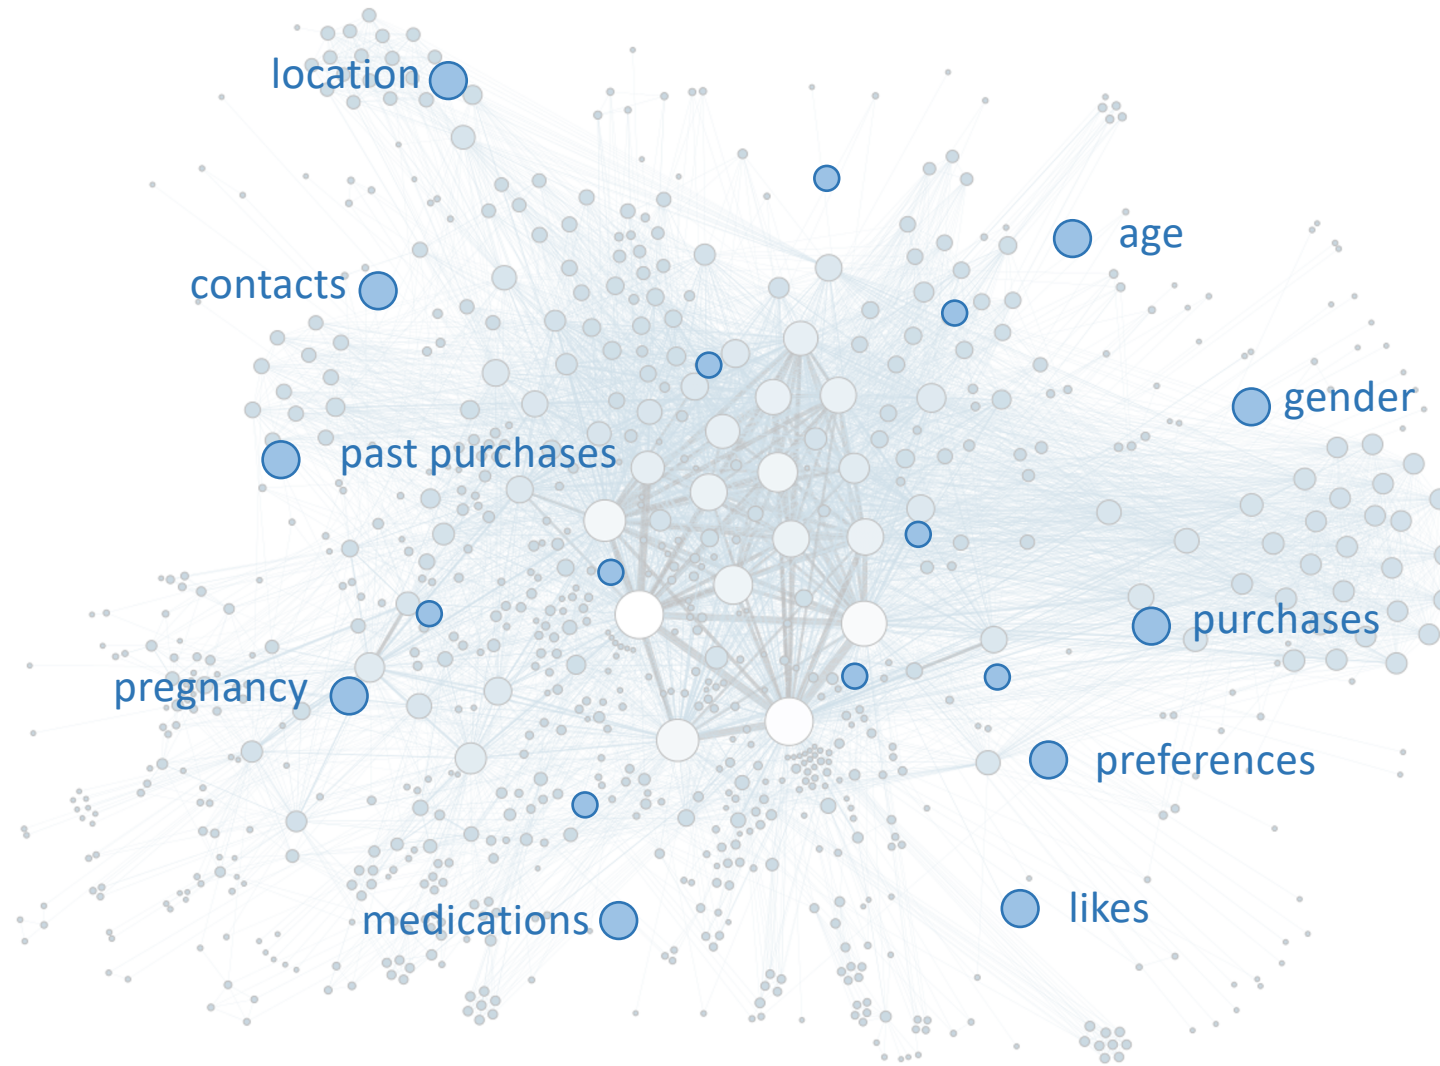 location
age
contacts
gender
past purchases
purchases
pregnancy
preferences
likes
medications